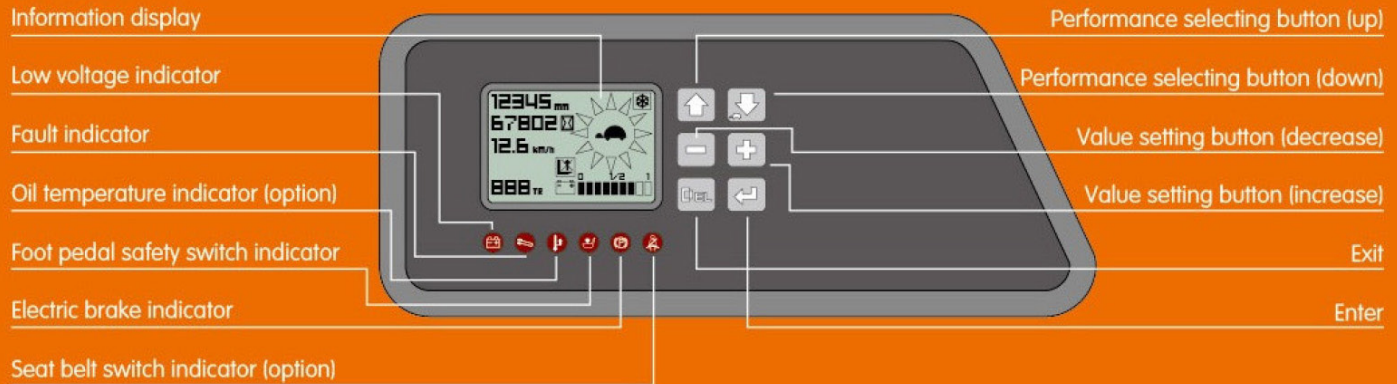 Information display
Low voltage indicator
Fault indicator
Oil temperature indicator (option)
Foot pedal safety switch indicator
Electric brake indicator
Seat belt switch indicator (option)
12345 mm
67802
12.6 km/h
0 1/2 1
888 TE
DEL
Performance selecting button (up)
Performance selecting button (down)
Value setting button (decrease)
Value setting button (increase)
Exit
Enter